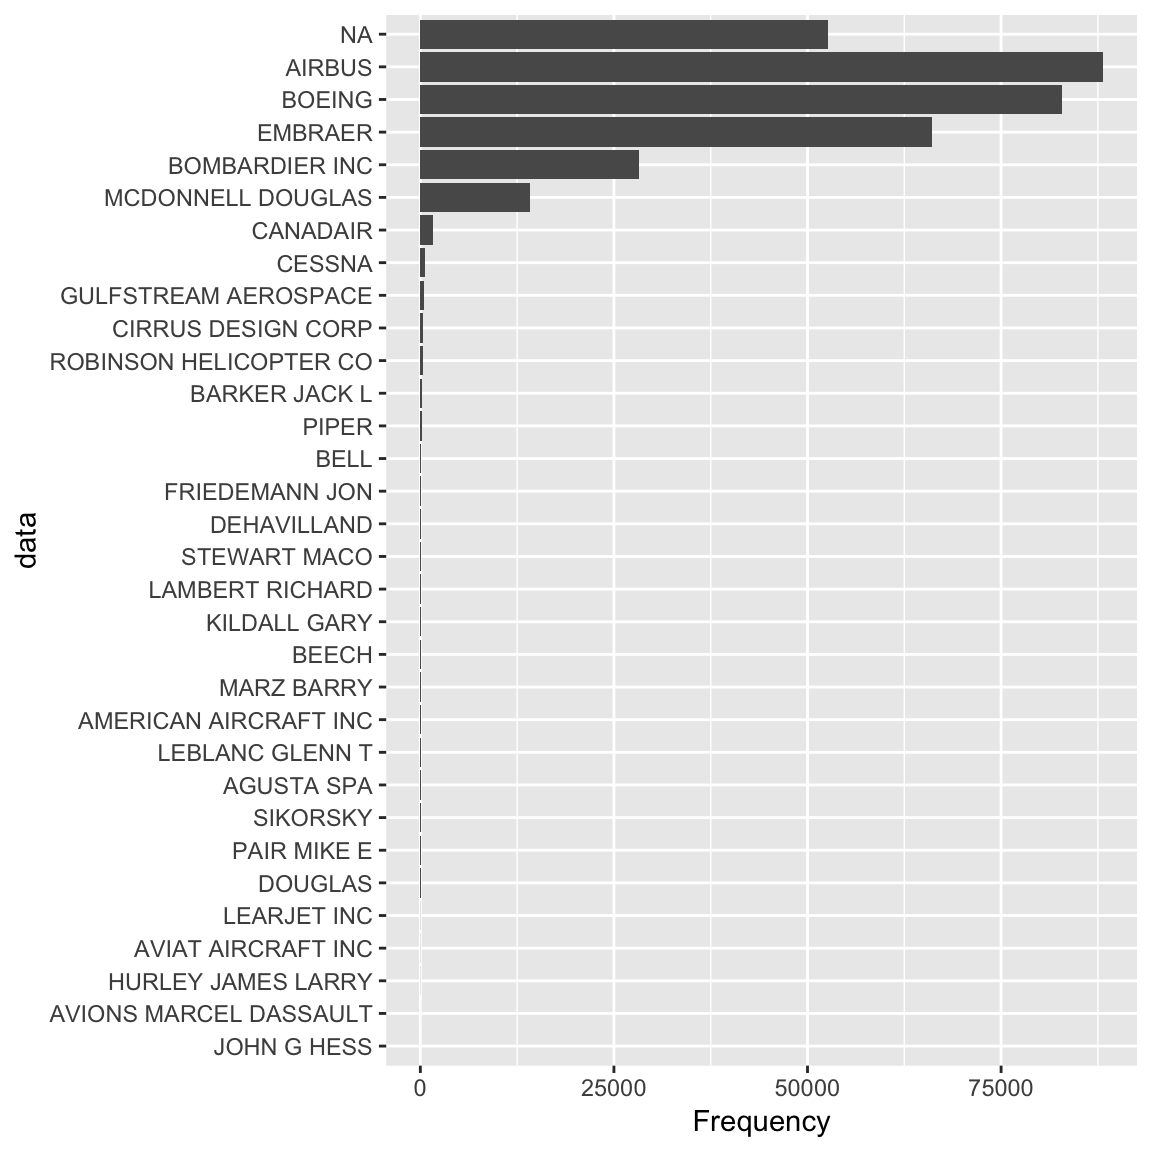 NA
AIRBUS
BOEING
EMBRAER
BOMBARDIER INC
MCDONNELL DOUGLAS
CANADAIR
CESSNA
GULFSTREAM AEROSPACE
CIRRUS DESIGN CORP
ROBINSON HELICOPTER CO
BARKER JACK L
PIPER
BELL
FRIEDEMANN JON
DEHAVILLAND
STEWART MACO
LAMBERT RICHARD
KILDALL GARY
BEECH
MARZ BARRY
AMERICAN AIRCRAFT INC
LEBLANC GLENN T
AGUSTA SPA
SIKORSKY
PAIR MIKE E
DOUGLAS
LEARJET INC
AVIAT AIRCRAFT INC
HURLEY JAMES LARRY
AVIONS MARCEL DASSAULT
JOHN G HESS
data
0 25000 50000 75000
Frequency